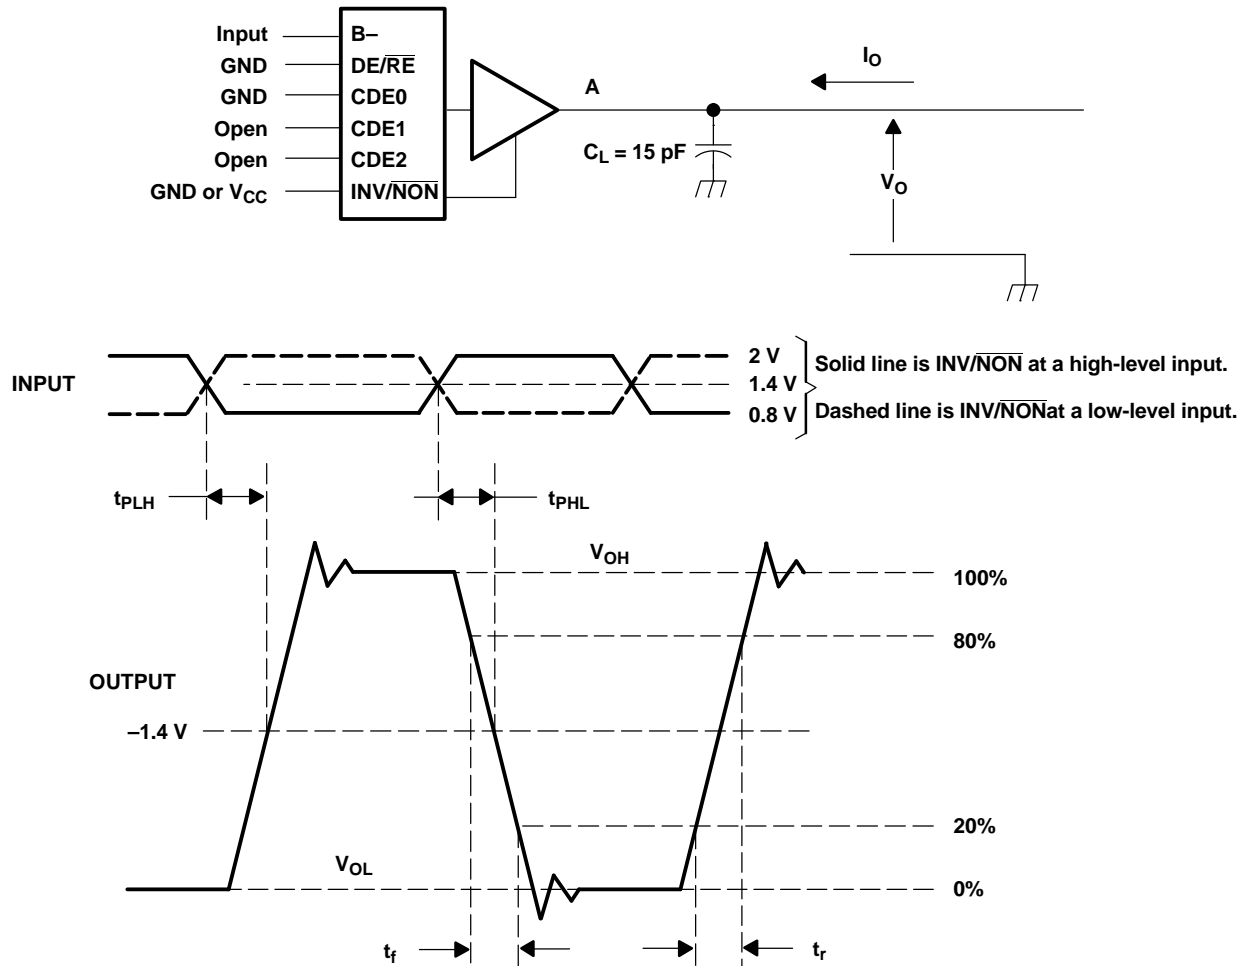 Input
GND
GND
Open
Open
GND or VCC
B–
DE/RE
CDE0
CDE1
CDE2
INV/NON
A
CL = 15 pF
IO
VO
INPUT
2 V
1.4 V
0.8 V
Solid line is INV/NON at a high-level input.
Dashed line is INV/NONat a low-level input.
tPLH
tPHL
VOH
100%
80%
OUTPUT
–1.4 V
20%
VOL
0%
tf
tr